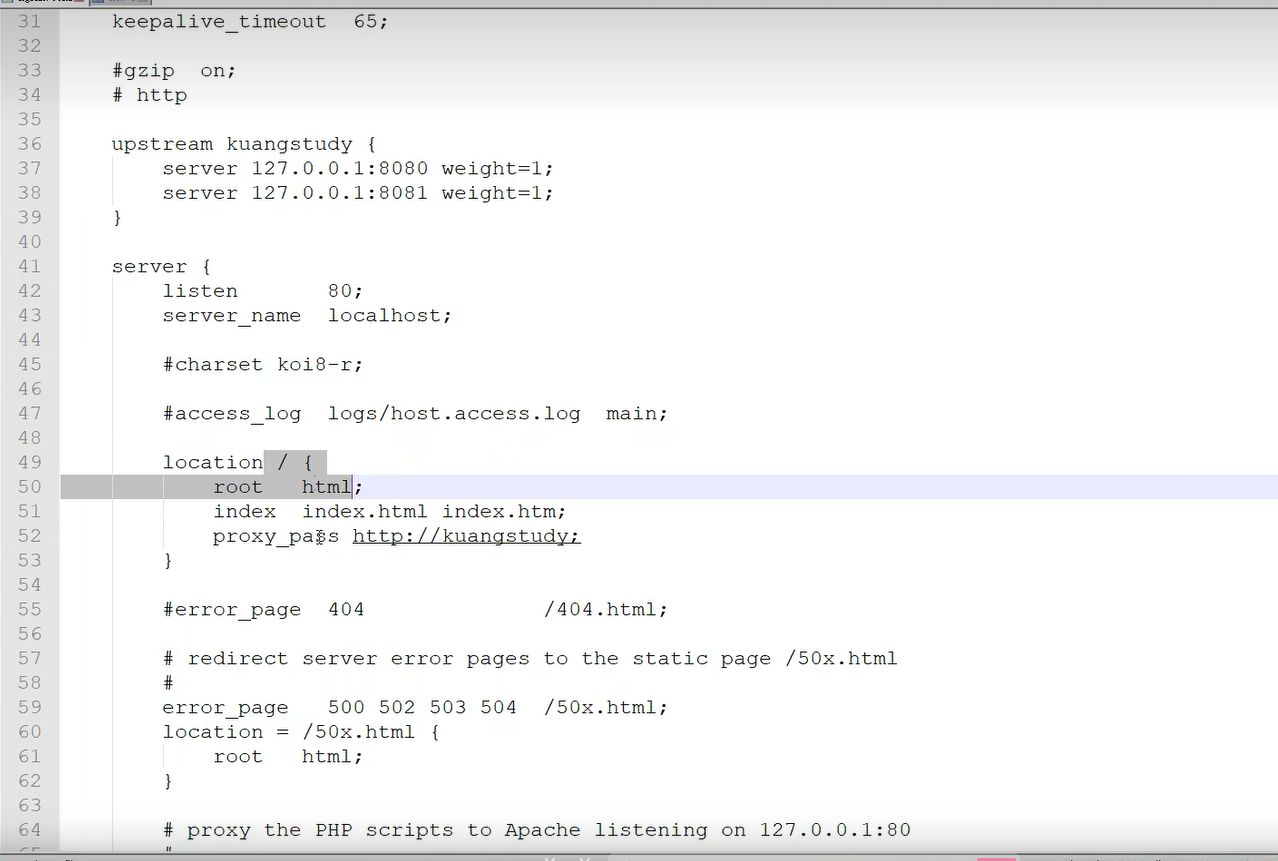 31 keepalive_timeout  65;
32
33 #gzip  on;
34 # http
35
36 upstream kuangstudy {
37     server 127.0.0.1:8080 weight=1;
38     server 127.0.0.1:8081 weight=1;
39 }
40
41 server {
42     listen       80;
43     server_name  localhost;
44
45     #charset koi8-r;
46
47     #access_log  logs/host.access.log  main;
48
49     location / {
50         root   html;
51         index  index.html index.htm;
52         proxy_pass http://kuangstudy;
53     }
54
55     #error_page  404              /404.html;
56
57     # redirect server error pages to the static page /50x.html
58     #
59     error_page   500 502 503 504  /50x.html;
60     location = /50x.html {
61         root   html;
62     }
63
64     # proxy the PHP scripts to Apache listening on 127.0.0.1:80